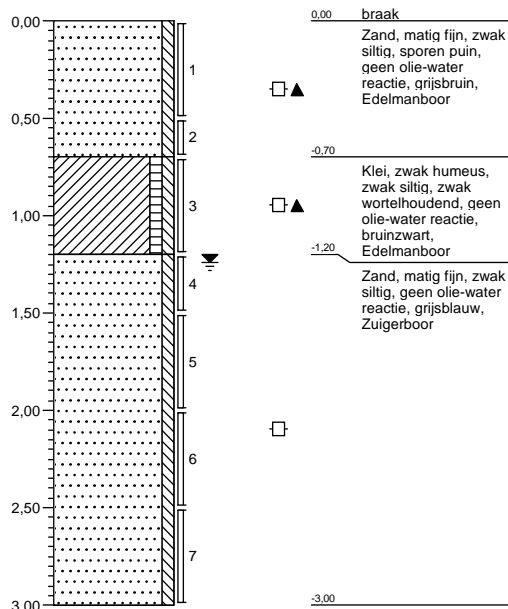 0,00
0,50
1,00
1,50
2,00
2,50
3,00
1
2
3
4
5
6
7
0,00 braak
Zand, matig fijn, zwak
siltig, sporen puin,
geen olie-water
reactie, grijsbruin,
Edelmanboor
-0,70
Klei, zwak humeus,
zwak siltig, zwak
wortelhoudend, geen
olie-water reactie,
bruinzwart,
Edelmanboor
-1,20
Zand, matig fijn, zwak
siltig, geen olie-water
reactie, grijsblauw,
Zuigerboor
-3,00